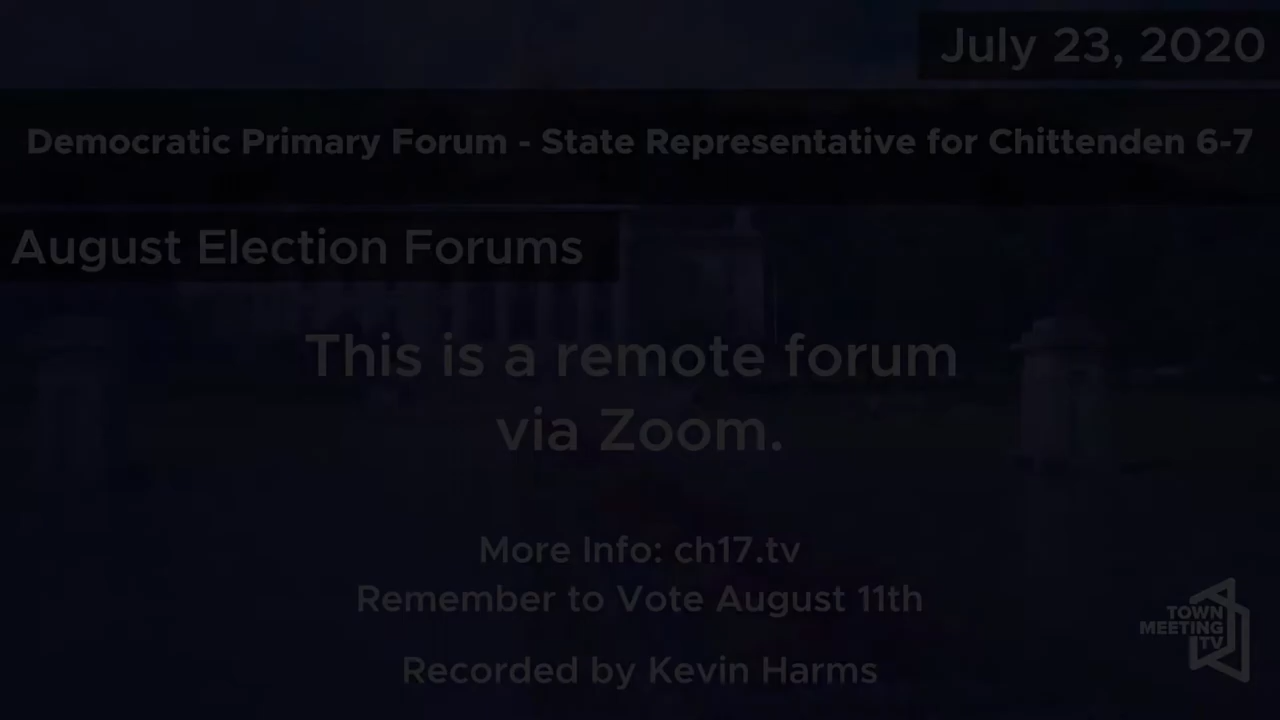 July 23, 2020
Democratic Primary Forum - State Representative for Chittenden 6-7
August Election Forums
This is a remote forum
via Zoom.
More Info: ch17.tv
Remember to Vote August 11th
TOWN
MEETING
TV
Recorded by Kevin Harms